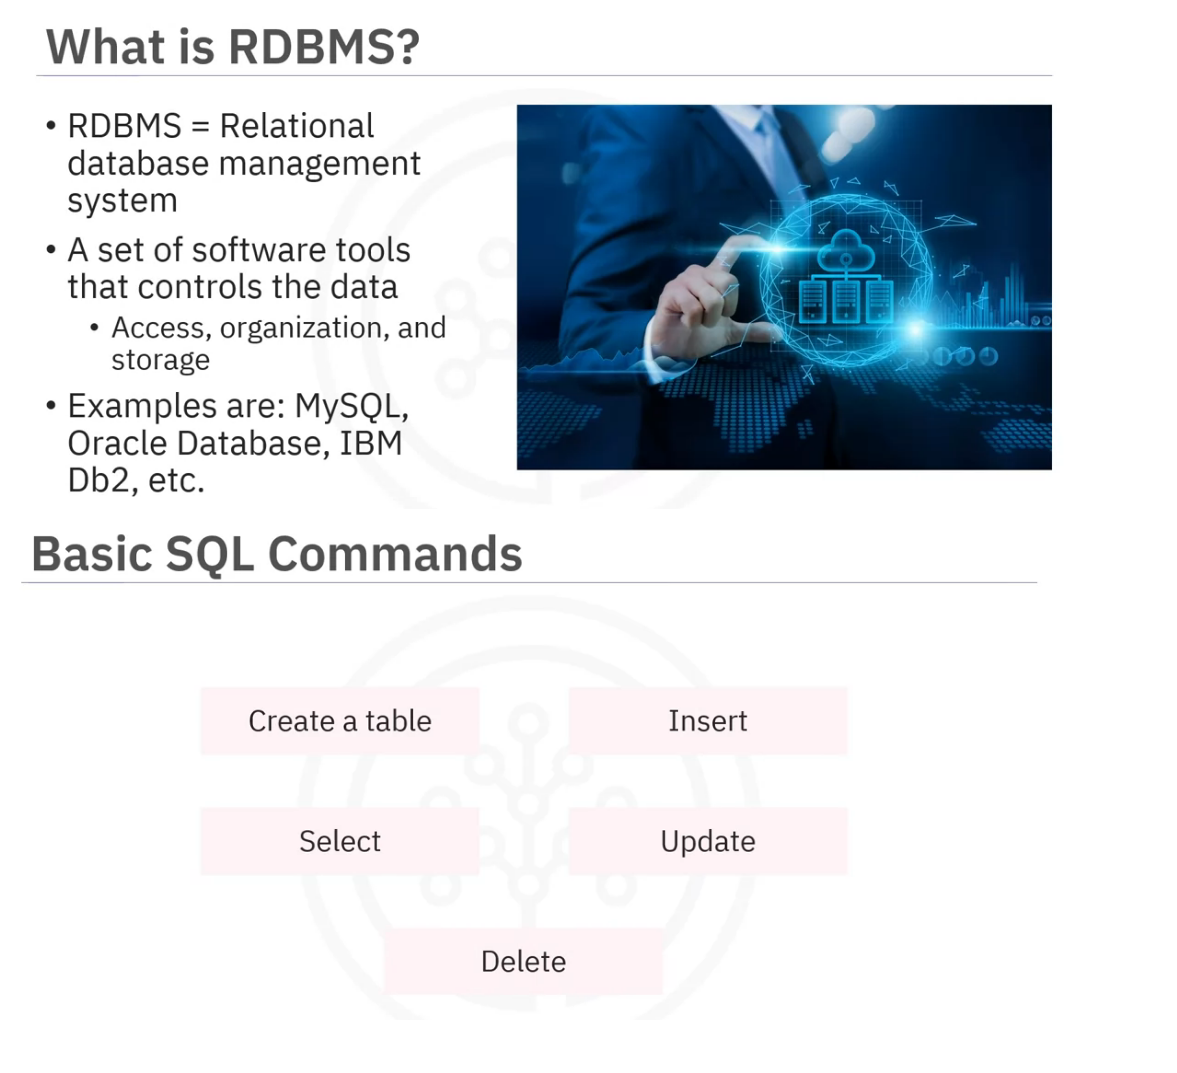 What is RDBMS?
• RDBMS = Relational
database management
system
• A set of software tools
that controls the data
• Access, organization, and
storage
• Examples are: MySQL,
Oracle Database, IBM
Db2, etc.
Basic SQL Commands
Create a table
Insert
Select
Update
Delete